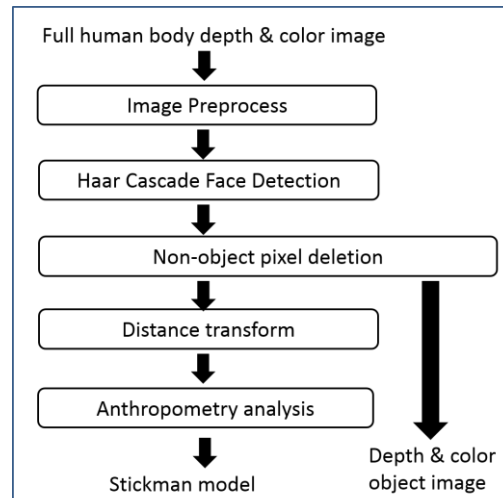 Full human body depth & color image
Image Preprocess
Haar Cascade Face Detection
Non-object pixel deletion
Distance transform
Anthropometry analysis
Stickman model
Depth & color
object image